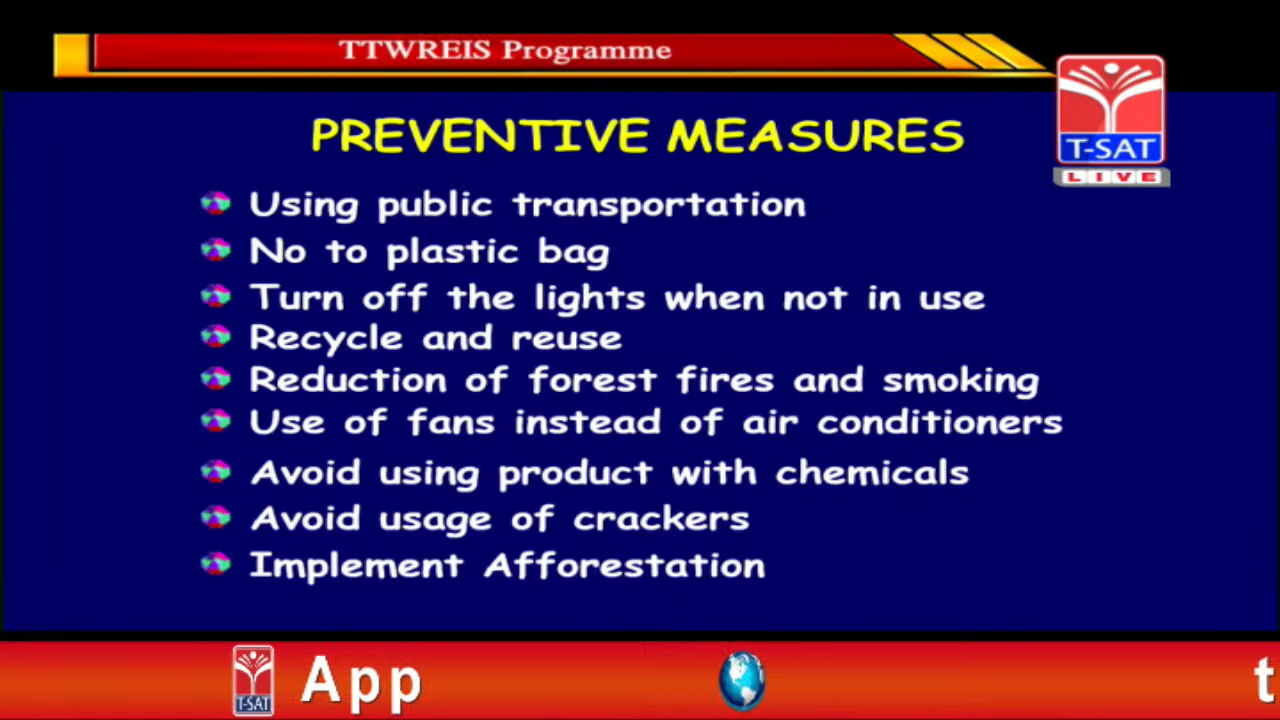 TTWREIS Programme
T-SAT
LIVE
PREVENTIVE MEASURES
Using public transportation
No to plastic bag
Turn off the lights when not in use
Recycle and reuse
Reduction of forest fires and smoking
Use of fans instead of air conditioners
Avoid using product with chemicals
Avoid usage of crackers
Implement Afforestation
T-SAT App t